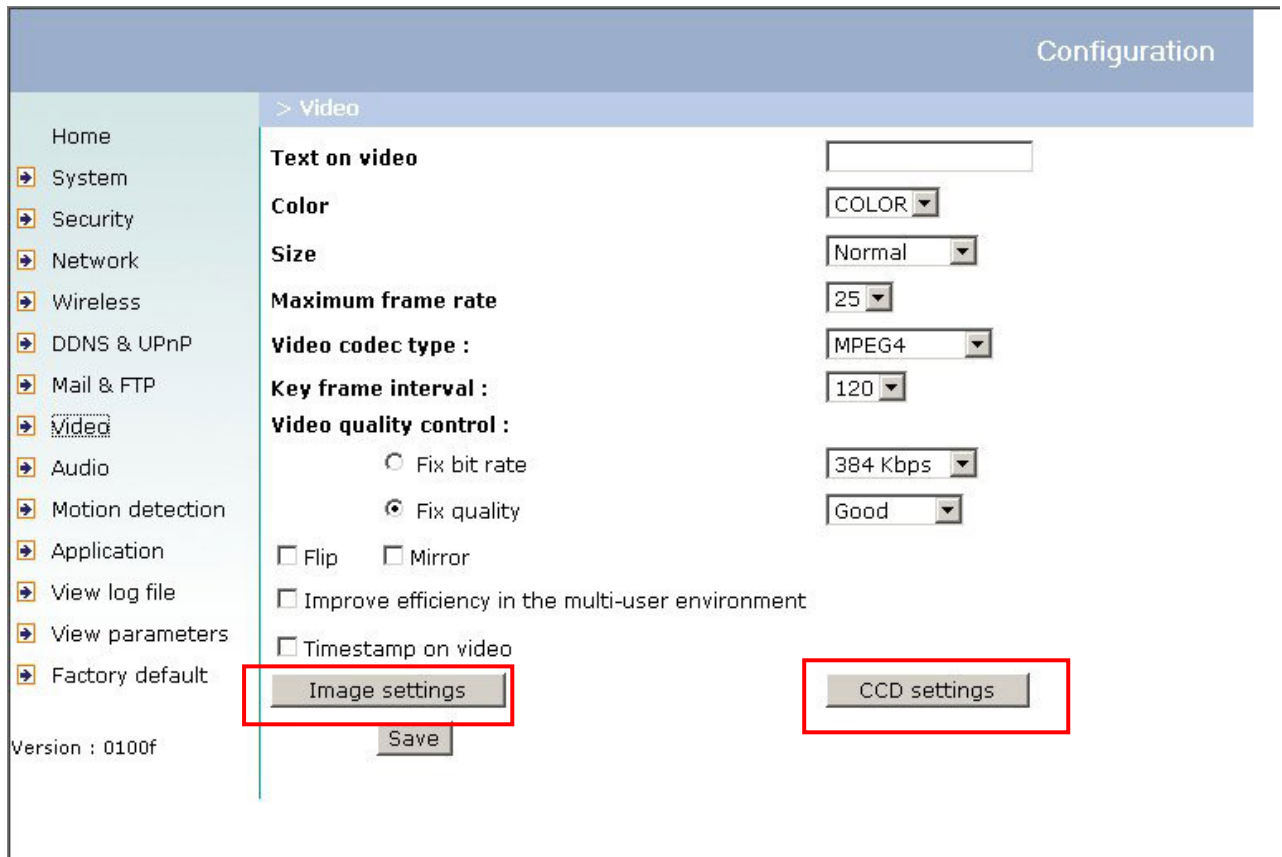 Configuration
> Video
Home
System
Security
Network
Wireless
DDNS & UPnP
Mail & FTP
Video
Audio
Motion detection
Application
View log file
View parameters
Factory default
Version : 0100f
Text on video
Color COLOR
Size Normal
Maximum frame rate 25
Video codec type : MPEG4
Key frame interval : 120
Video quality control :
Fix bit rate 384 Kbps
Fix quality Good
Flip Mirror
Improve efficiency in the multi-user environment
Timestamp on video
Image settings CCD settings
Save